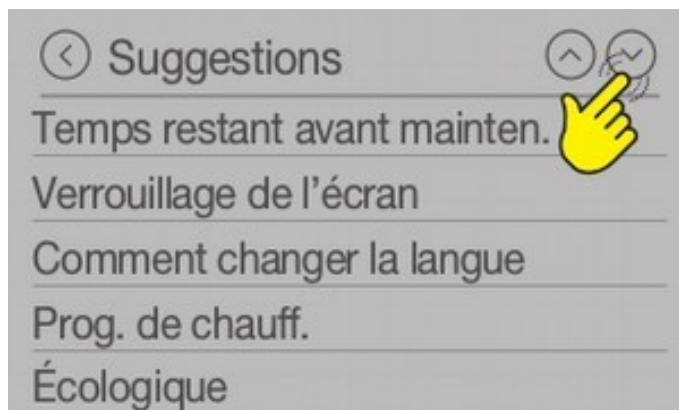 Suggestions
Temps restant avant mainten.
Verrouillage de l'écran
Comment changer la langue
Prog. de chauff.
Écologique